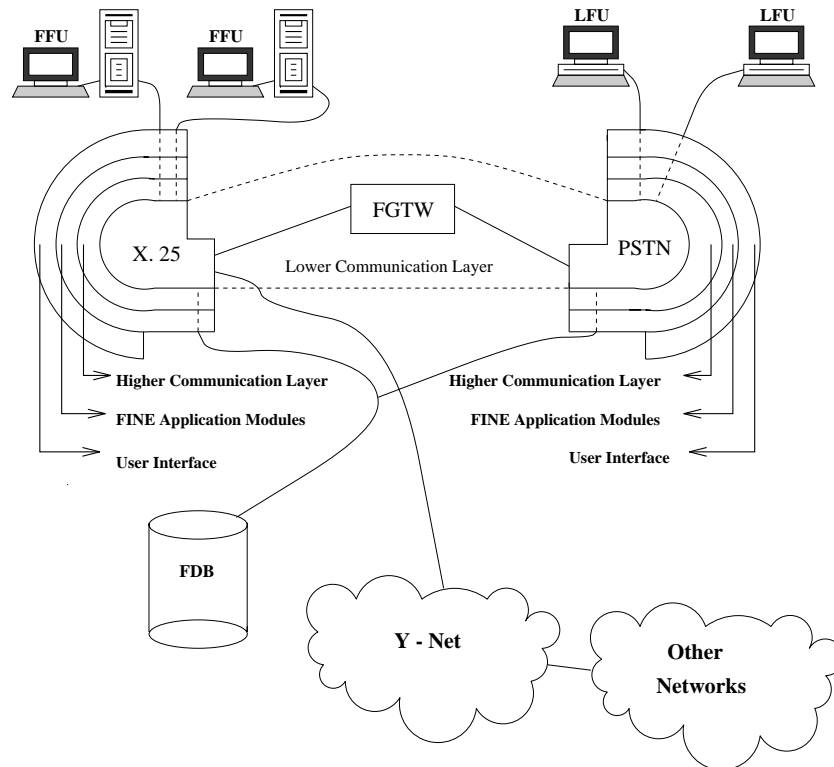 FFU
FFU
LFU
LFU
FGTW
X. 25
PSTN
Lower Communication Layer
Higher Communication Layer
FINE Application Modules
User Interface
Higher Communication Layer
FINE Application Modules
User Interface
FDB
Y - Net
Other
Networks